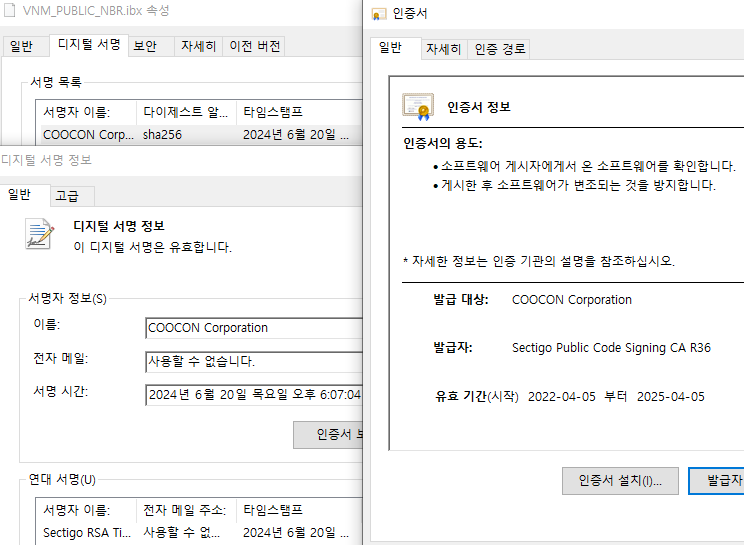 VNM_PUBLIC_NBR.ibx 속성
일반 디지털 서명 보안 자세히 이전 버전
서명 목록
서명자 이름: 다이제스트 알... 타임스탬프
COOCON Corp... sha256 2024년 6월 20일 ...
디지털 서명 정보
일반 고급
디지털 서명 정보
이 디지털 서명은 유효합니다.
서명자 정보(S)
이름: COOCON Corporation
전자 메일: 사용할 수 없습니다.
서명 시간: 2024년 6월 20일 목요일 오후 6:07:04
인증서 보
연대 서명(U)
서명자 이름: 전자 메일 주소: 타임스탬프
Sectigo RSA Ti... 사용할 수 없... 2024년 6월 20일 ...
인증서
일반 자세히 인증 경로
인증서 정보
인증서의 용도:
• 소프트웨어 게시자에게서 온 소프트웨어를 확인합니다.
• 게시한 후 소프트웨어가 변조되는 것을 방지합니다.
* 자세한 정보는 인증 기관의 설명을 참조하십시오.
발급 대상: COOCON Corporation
발급자: Sectigo Public Code Signing CA R36
유효 기간(시작) 2022-04-05 부터 2025-04-05
인증서 설치(I)... 발급자